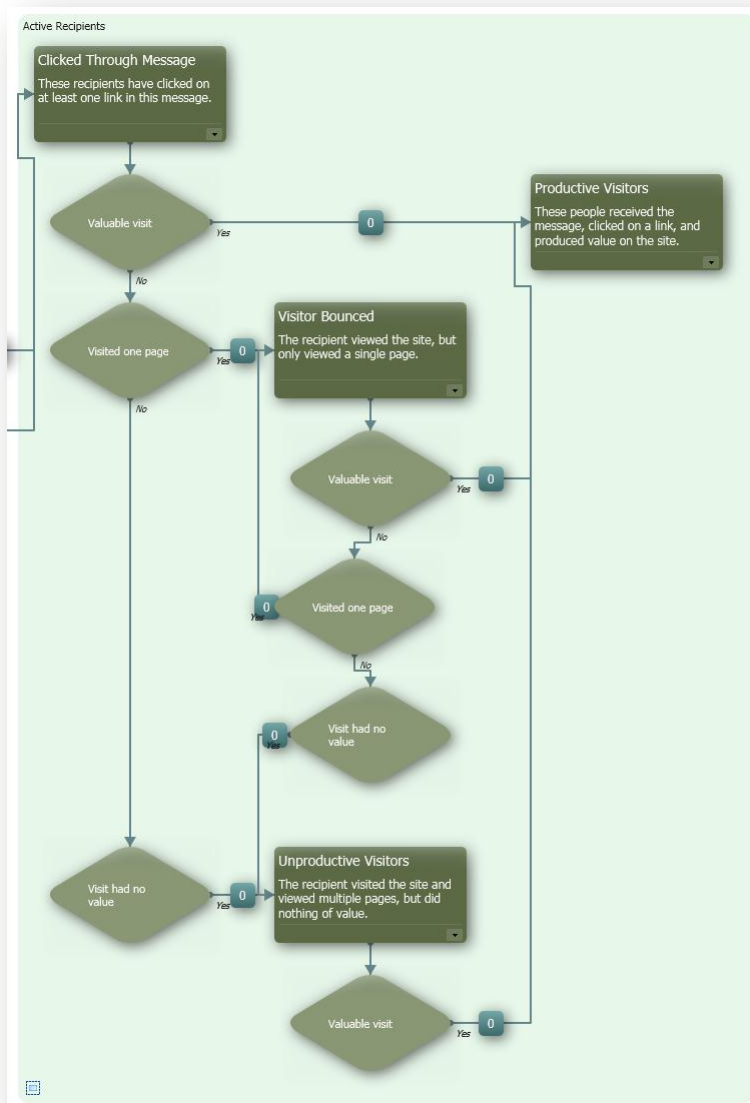 Active Recipients
Clicked Through Message
These recipients have clicked on
at least one link in this message.
Valuable visit
Yes
0
Productive Visitors
These people received the
message, clicked on a link, and
produced value on the site.
No
Visited one page
Yes
0
Visitor Bounced
The recipient viewed the site, but
only viewed a single page.
No
Valuable visit
Yes
0
No
Visited one page
0
Yes
No
Visit had no
value
0
Yes
Visit had no
value
Yes
0
Unproductive Visitors
The recipient visited the site and
viewed multiple pages, but did
nothing of value.
Valuable visit
Yes
0